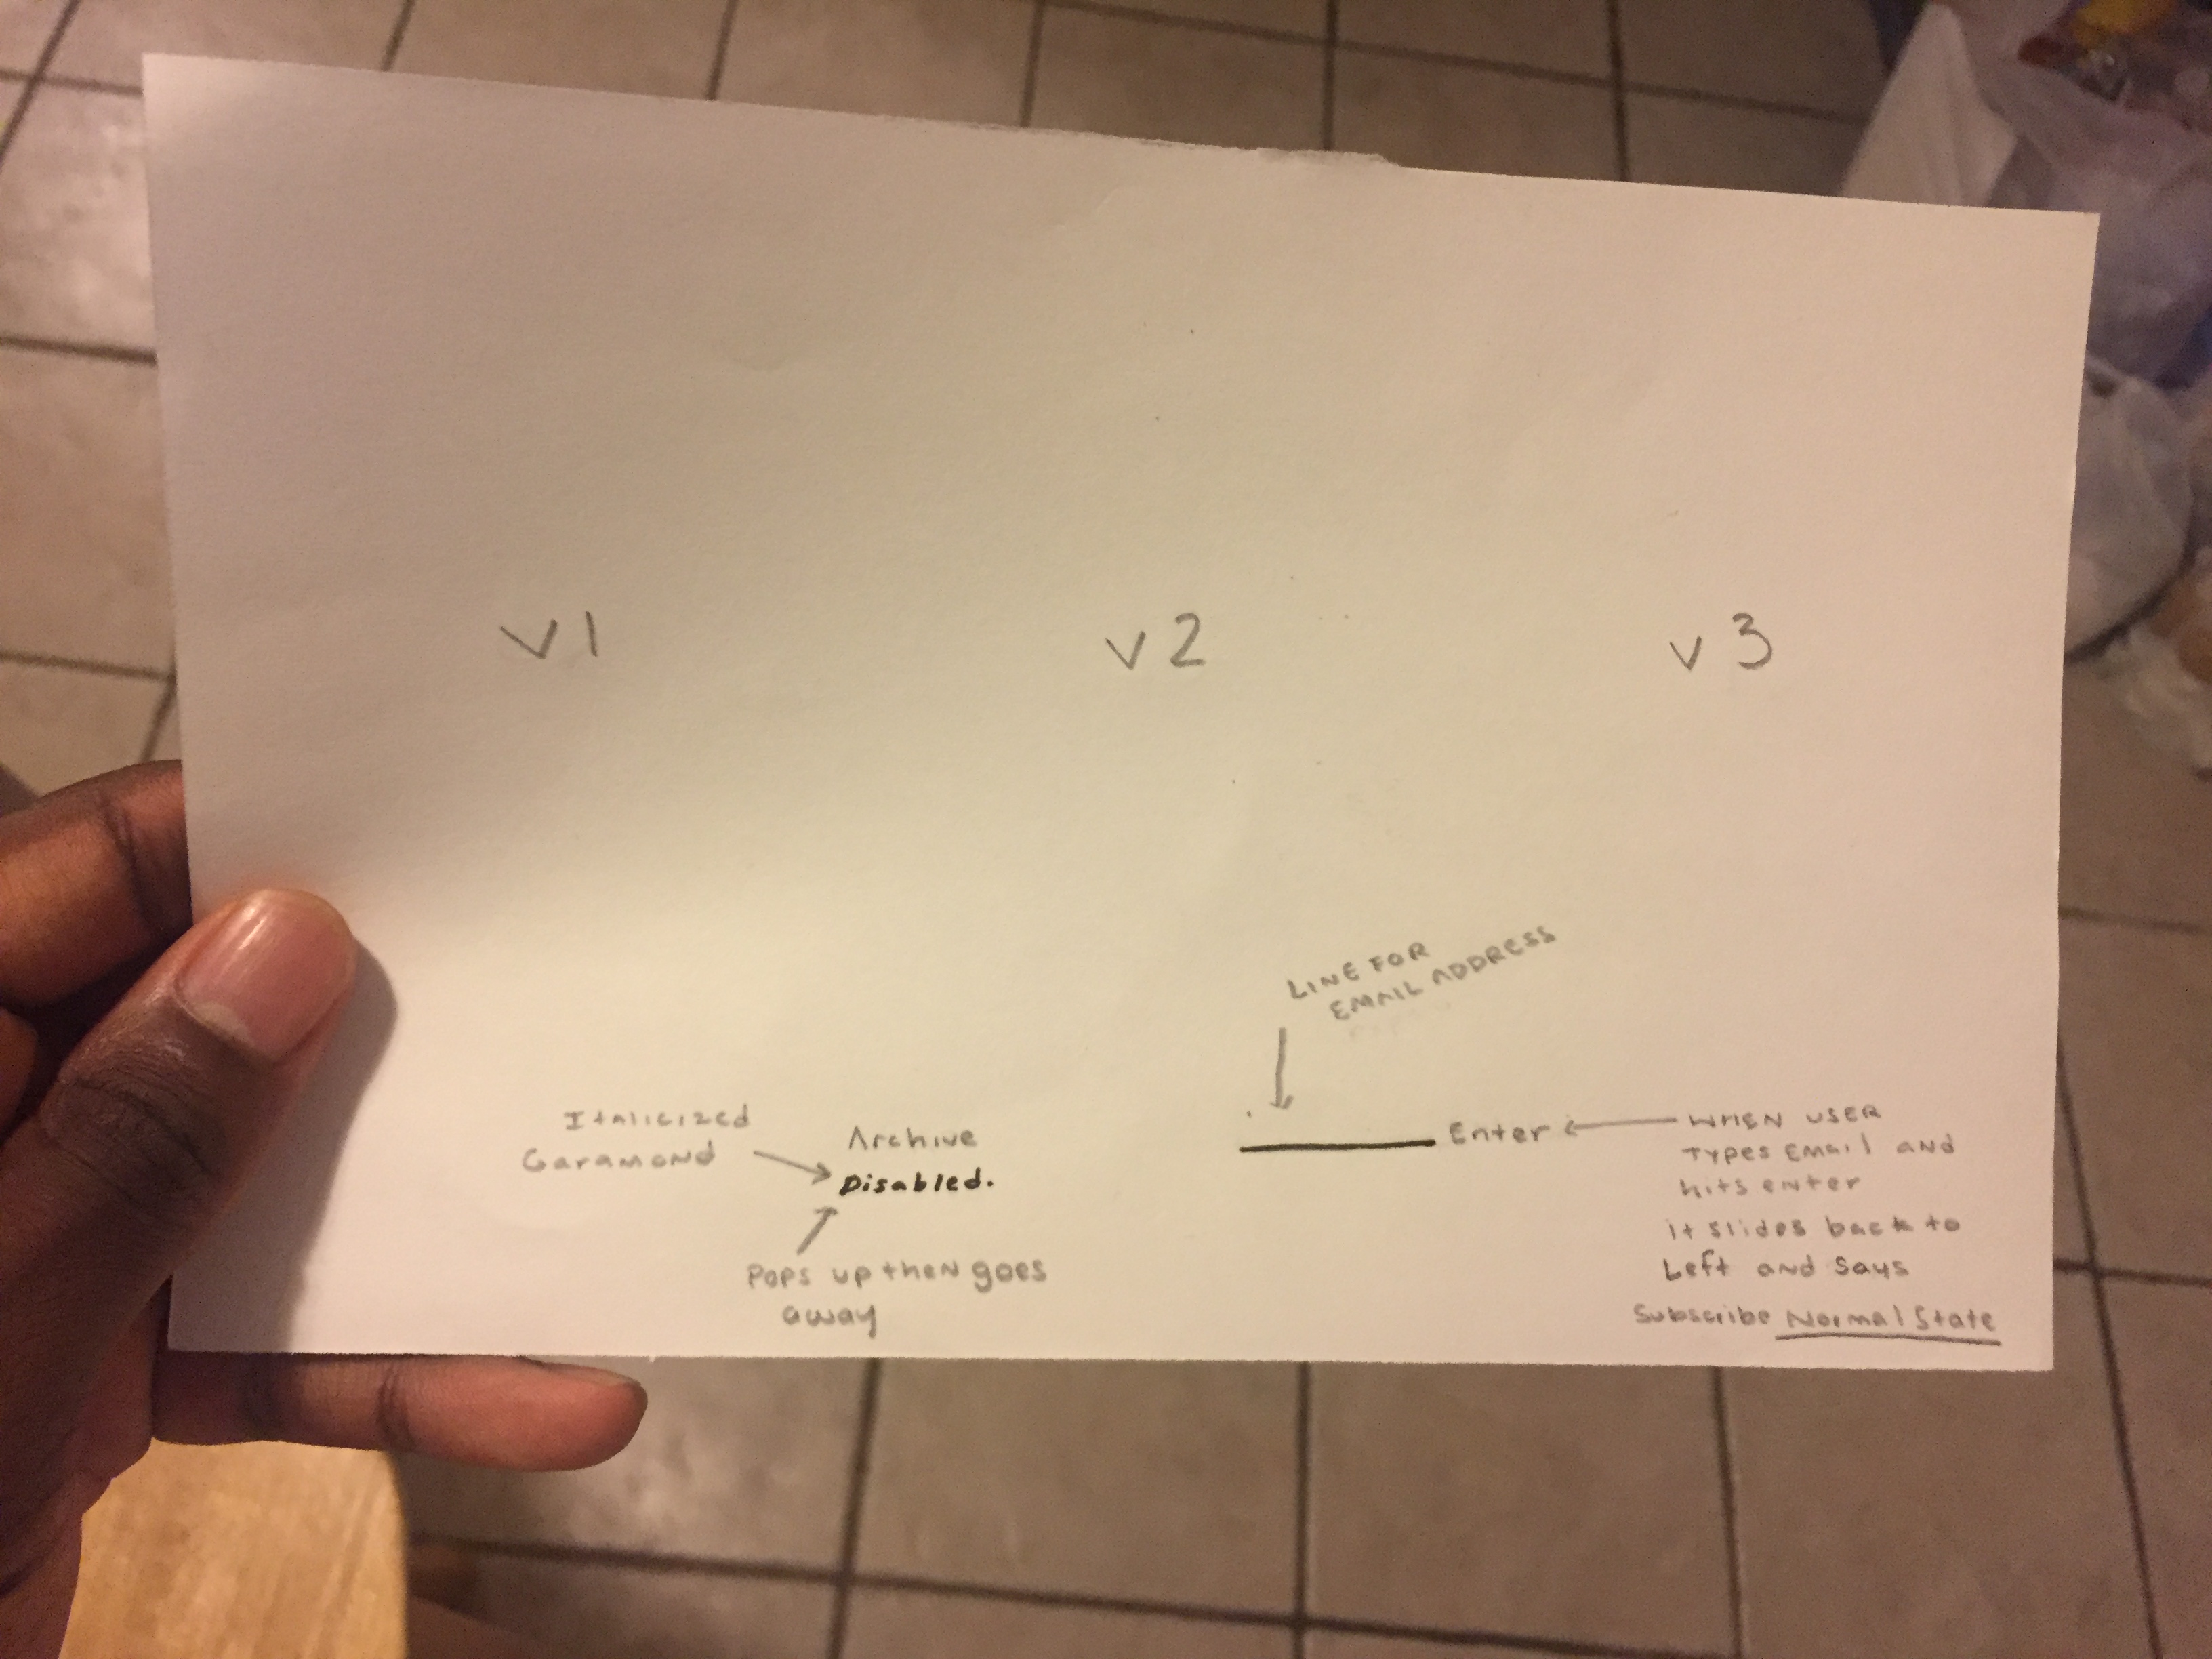 v1 v2 v3
LINE FOR
EMAIL ADDRESS
Italicized
Garamond
Archive
Disabled.
Pops up then goes
away
Enter
WHEN USER
Types Email and
hits enter
it slides back to
Left and Says
Subscribe Normal State